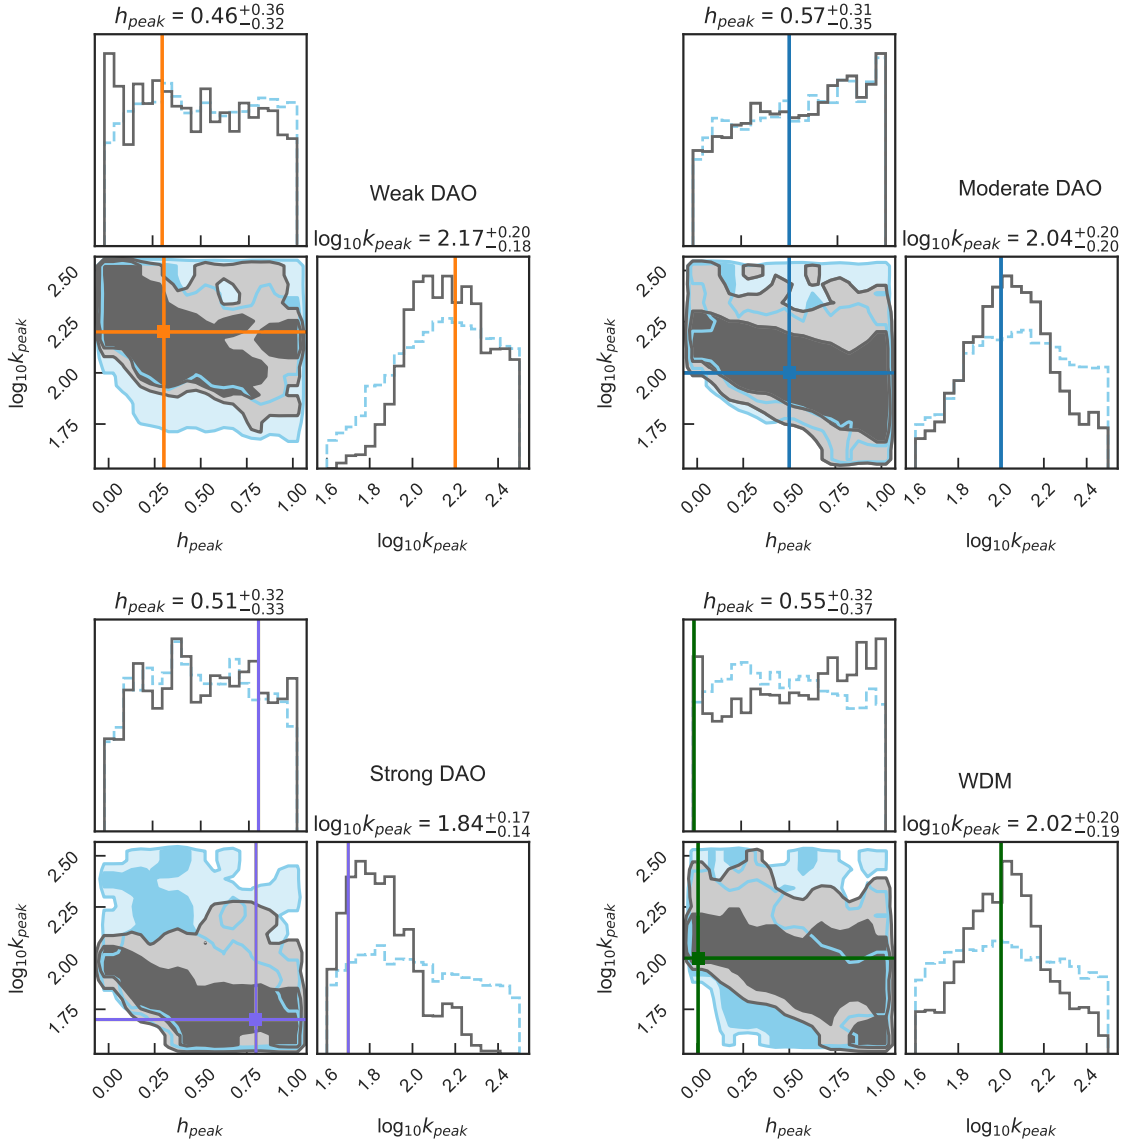 h_peak = 0.46^{+0.36}_{−0.32}
Weak DAO
log₁₀k_peak = 2.17^{+0.20}_{−0.18}
log₁₀k_peak
2.50
2.25
2.00
1.75
0.00 0.25 0.50 0.75 1.00
h_peak
1.6 1.8 2.0 2.2 2.4
log₁₀k_peak
h_peak = 0.57^{+0.31}_{−0.35}
Moderate DAO
log₁₀k_peak = 2.04^{+0.20}_{−0.20}
log₁₀k_peak
2.50
2.25
2.00
1.75
0.00 0.25 0.50 0.75 1.00
h_peak
1.6 1.8 2.0 2.2 2.4
log₁₀k_peak
h_peak = 0.51^{+0.32}_{−0.33}
Strong DAO
log₁₀k_peak = 1.84^{+0.17}_{−0.14}
log₁₀k_peak
2.50
2.25
2.00
1.75
0.00 0.25 0.50 0.75 1.00
h_peak
1.6 1.8 2.0 2.2 2.4
log₁₀k_peak
h_peak = 0.55^{+0.32}_{−0.37}
WDM
log₁₀k_peak = 2.02^{+0.20}_{−0.19}
log₁₀k_peak
2.50
2.25
2.00
1.75
0.00 0.25 0.50 0.75 1.00
h_peak
1.6 1.8 2.0 2.2 2.4
log₁₀k_peak